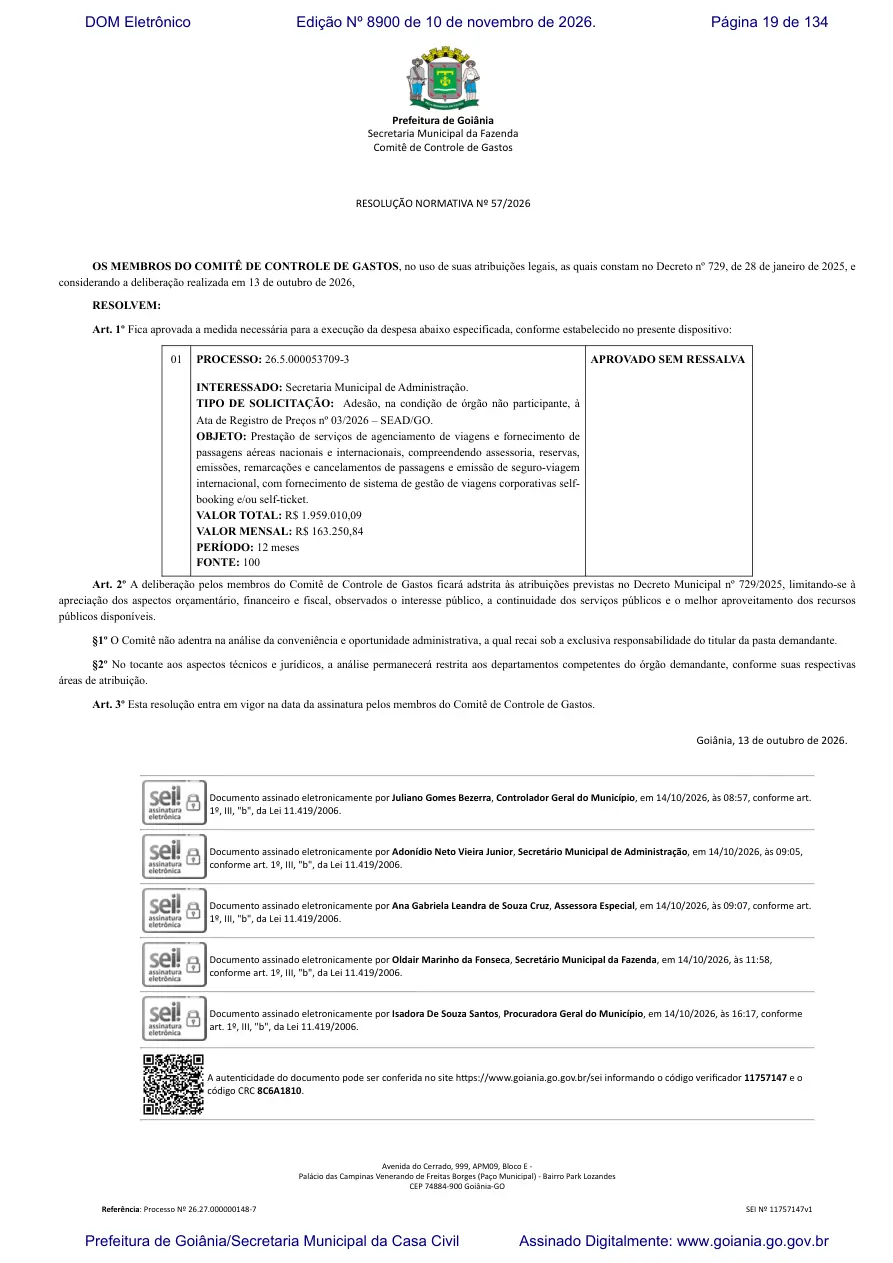 DOM Eletrônico Edição Nº 8900 de 10 de novembro de 2026. Página 19 de 134
Prefeitura de Goiânia
Secretaria Municipal da Fazenda
Comitê de Controle de Gastos
RESOLUÇÃO NORMATIVA Nº 57/2026
OS MEMBROS DO COMITÊ DE CONTROLE DE GASTOS, no uso de suas atribuições legais, as quais constam no Decreto nº 729, de 28 de janeiro de 2025, e
considerando a deliberação realizada em 13 de outubro de 2026,
RESOLVEM:
Art. 1º Fica aprovada a medida necessária para a execução da despesa abaixo especificada, conforme estabelecido no presente dispositivo:
01 PROCESSO: 26.5.000053709-3 APROVADO SEM RESSALVA
INTERESSADO: Secretaria Municipal de Administração.
TIPO DE SOLICITAÇÃO: Adesão, na condição de órgão não participante, à
Ata de Registro de Preços nº 03/2026 – SEAD/GO.
OBJETO: Prestação de serviços de agenciamento de viagens e fornecimento de
passagens aéreas nacionais e internacionais, compreendendo assessoria, reservas,
emissões, remarcações e cancelamentos de passagens e emissão de seguro-viagem
internacional, com fornecimento de sistema de gestão de viagens corporativas self-
booking e/ou self-ticket.
VALOR TOTAL: R$ 1.959.010,09
VALOR MENSAL: R$ 163.250,84
PERÍODO: 12 meses
FONTE: 100
Art. 2º A deliberação pelos membros do Comitê de Controle de Gastos ficará adstrita às atribuições previstas no Decreto Municipal nº 729/2025, limitando-se à
apreciação dos aspectos orçamentário, financeiro e fiscal, observados o interesse público, a continuidade dos serviços públicos e o melhor aproveitamento dos recursos
públicos disponíveis.
§1º O Comitê não adentra na análise da conveniência e oportunidade administrativa, a qual recai sob a exclusiva responsabilidade do titular da pasta demandante.
§2º No tocante aos aspectos técnicos e jurídicos, a análise permanecerá restrita aos departamentos competentes do órgão demandante, conforme suas respectivas
áreas de atribuição.
Art. 3º Esta resolução entra em vigor na data da assinatura pelos membros do Comitê de Controle de Gastos.
Goiânia, 13 de outubro de 2026.
sei!
assinatura
eletrônica
Documento assinado eletronicamente por Juliano Gomes Bezerra, Controlador Geral do Município, em 14/10/2026, às 08:57, conforme art.
1º, III, "b", da Lei 11.419/2006.
sei!
assinatura
eletrônica
Documento assinado eletronicamente por Adonídio Neto Vieira Junior, Secretário Municipal de Administração, em 14/10/2026, às 09:05,
conforme art. 1º, III, "b", da Lei 11.419/2006.
sei!
assinatura
eletrônica
Documento assinado eletronicamente por Ana Gabriela Leandra de Souza Cruz, Assessora Especial, em 14/10/2026, às 09:07, conforme art.
1º, III, "b", da Lei 11.419/2006.
sei!
assinatura
eletrônica
Documento assinado eletronicamente por Oldair Marinho da Fonseca, Secretário Municipal da Fazenda, em 14/10/2026, às 11:58,
conforme art. 1º, III, "b", da Lei 11.419/2006.
sei!
assinatura
eletrônica
Documento assinado eletronicamente por Isadora De Souza Santos, Procuradora Geral do Município, em 14/10/2026, às 16:17, conforme
art. 1º, III, "b", da Lei 11.419/2006.
A autenticidade do documento pode ser conferida no site https://www.goiania.go.gov.br/sei informando o código verificador 11757147 e o
código CRC 8C6A1810.
Avenida do Cerrado, 999, APM09, Bloco E -
Palácio das Campinas Venerando de Freitas Borges (Paço Municipal) - Bairro Park Lozandes
CEP 74884-900 Goiânia-GO
Referência: Processo Nº 26.27.000000148-7 SEI Nº 11757147v1
Prefeitura de Goiânia/Secretaria Municipal da Casa Civil Assinado Digitalmente: www.goiania.go.gov.br